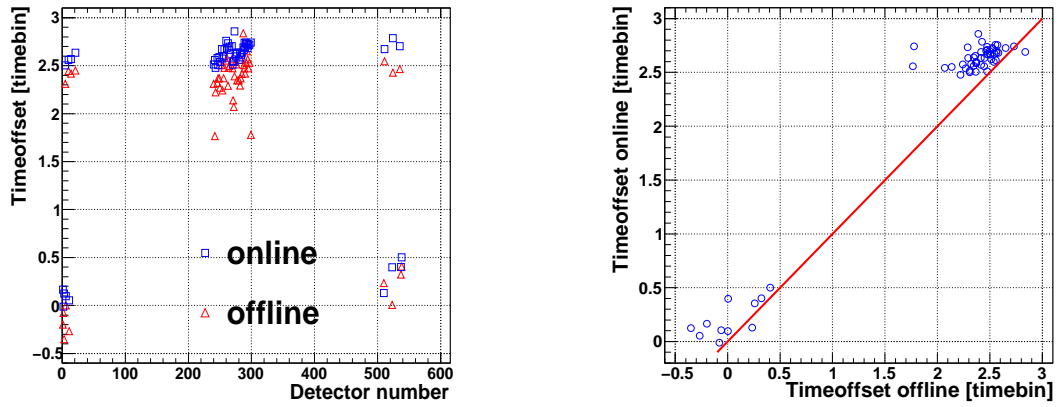 Timeoffset [timebin]
3
2.5
2
1.5
1
0.5
0
−0.5
online
offline
0 100 200 300 400 500 600
Detector number
Timeoffset online [timebin]
3
2.5
2
1.5
1
0.5
0
−0.5 0 0.5 1 1.5 2 2.5 3
Timeoffset offline [timebin]